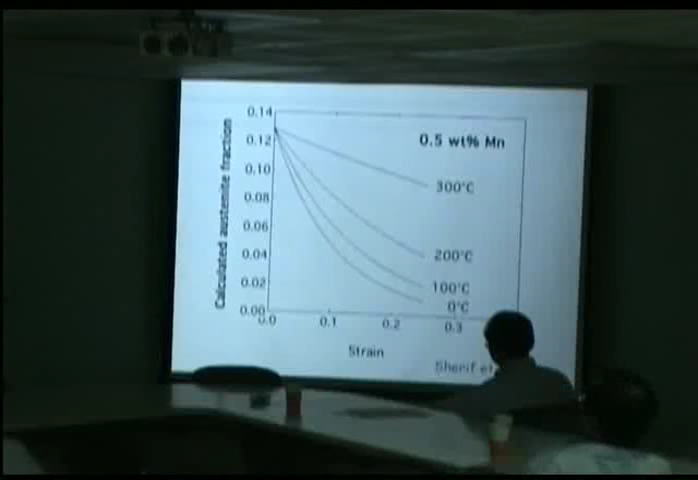 0.14
0.12
0.10
0.08
0.06
0.04
0.02
0.00
Calculated austenite fraction
0.5 wt% Mn
300°C
200°C
100°C
0°C
0.0
0.1
0.2
0.3
Strain
Sherif et